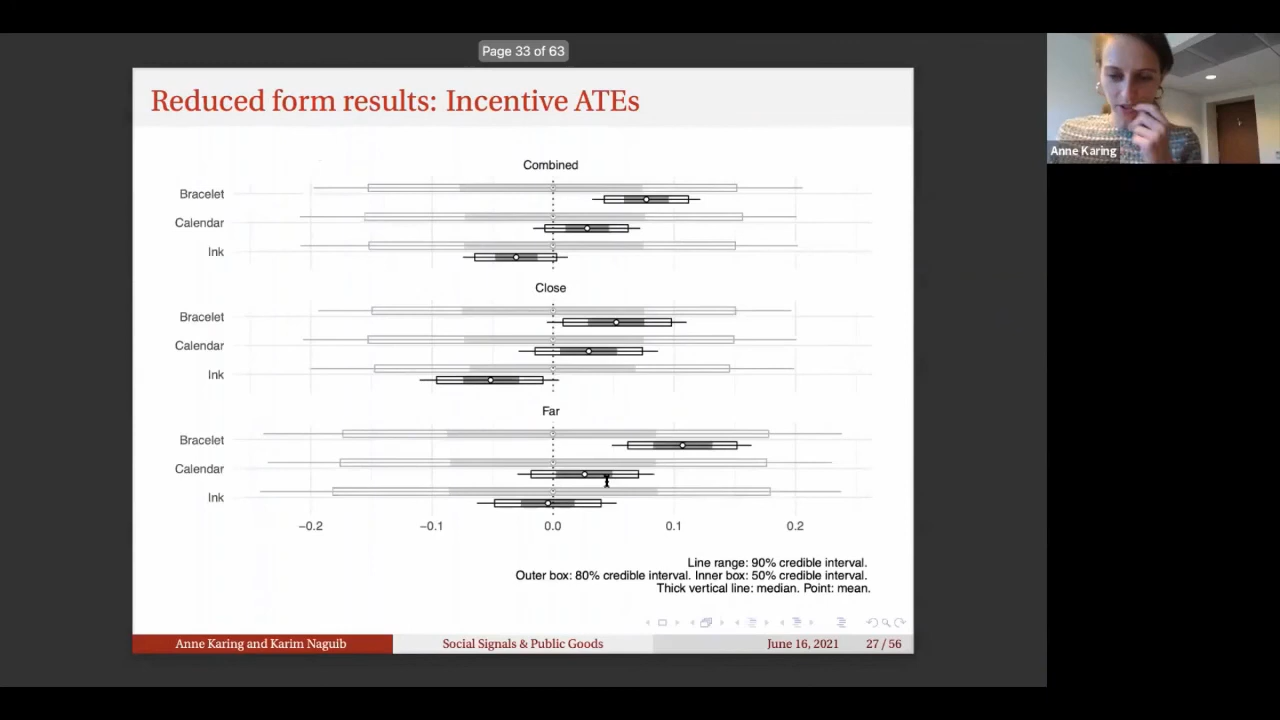 Page 33 of 63
Reduced form results: Incentive ATEs
Anne Karing
Combined
Bracelet
Calendar
Ink
Close
Bracelet
Calendar
Ink
Far
Bracelet
Calendar
Ink
−0.2 −0.1 0.0 0.1 0.2
Line range: 90% credible interval.
Outer box: 80% credible interval. Inner box: 50% credible interval.
Thick vertical line: median. Point: mean.
Anne Karing and Karim Naguib Social Signals & Public Goods June 16, 2021 27 / 56